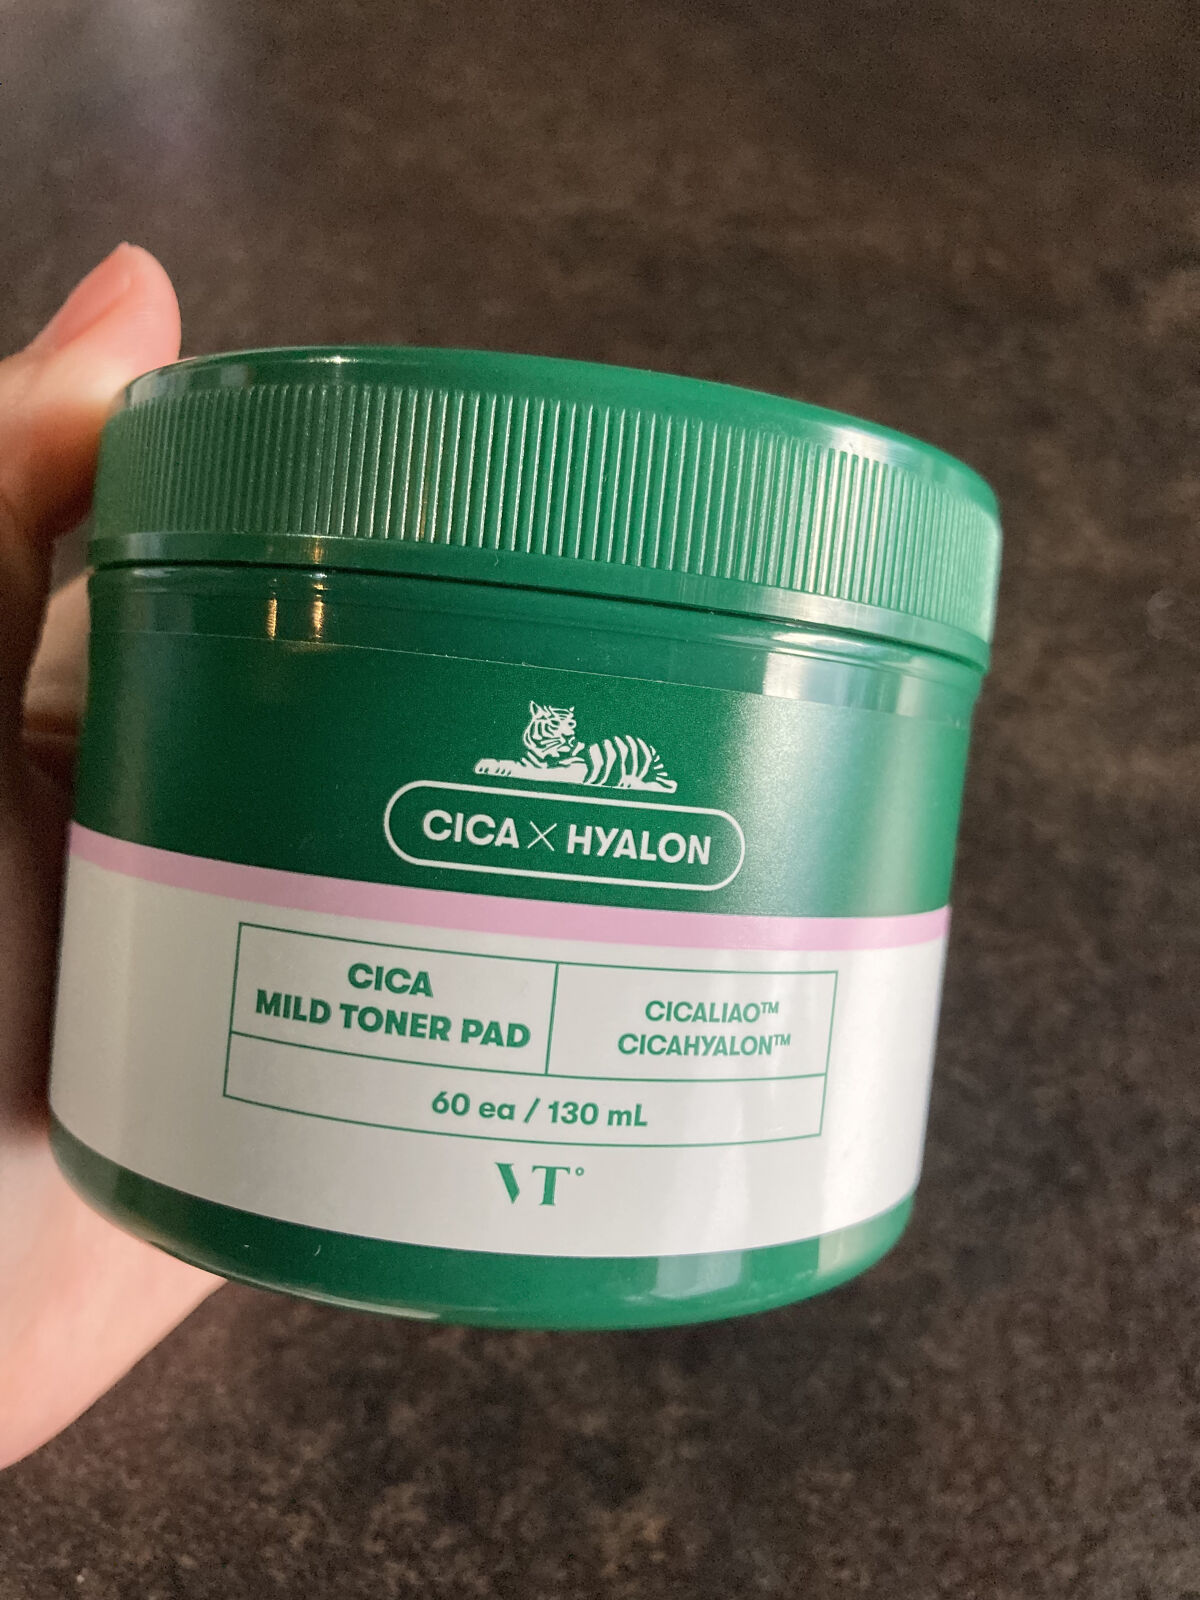 CICA × HYALON
CICA
MILD TONER PAD
CICALIAO™
CICAHYALON™
60 ea / 130 mL
VT°